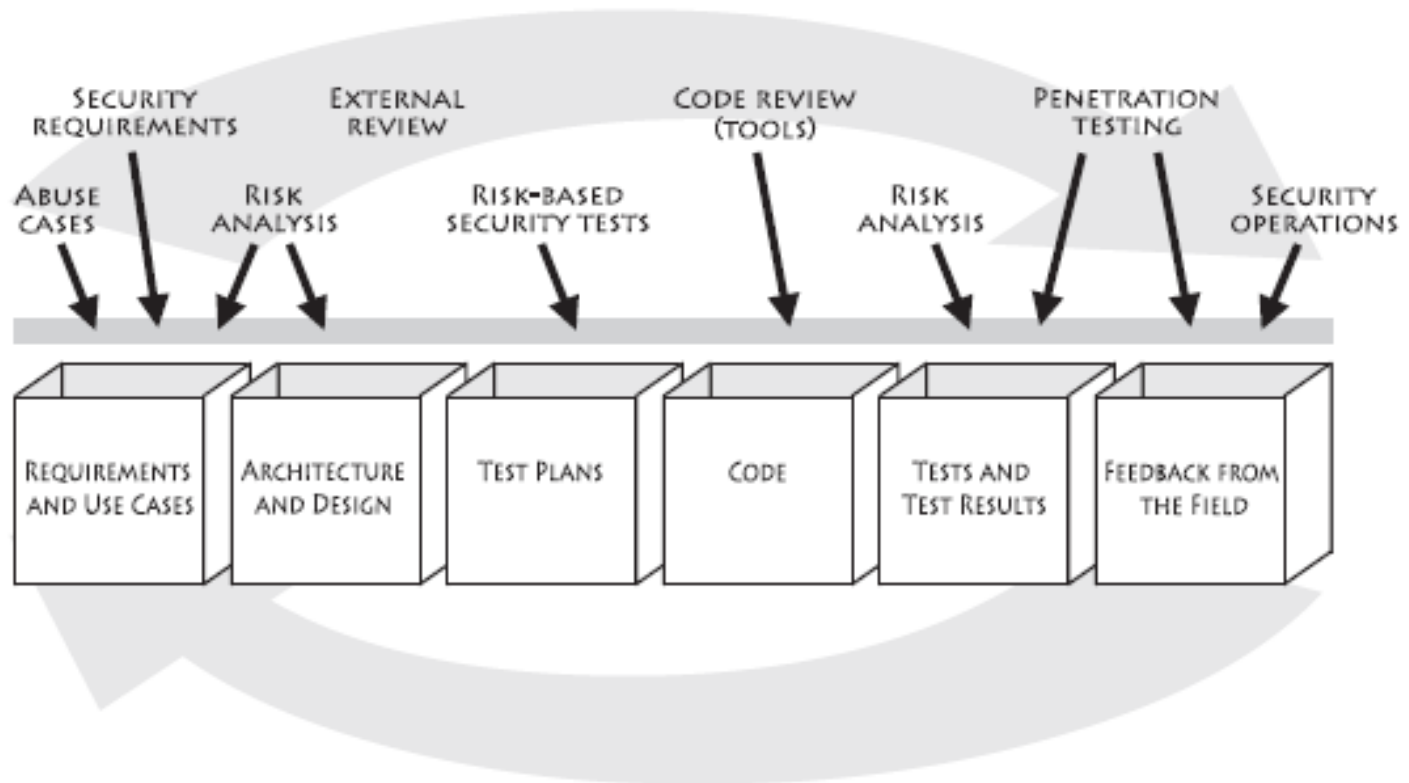 SECURITY
REQUIREMENTS
EXTERNAL
REVIEW
CODE REVIEW
(TOOLS)
PENETRATION
TESTING
ABUSE
CASES
RISK
ANALYSIS
RISK-BASED
SECURITY TESTS
RISK
ANALYSIS
SECURITY
OPERATIONS
REQUIREMENTS
AND USE CASES
ARCHITECTURE
AND DESIGN
TEST PLANS
CODE
TESTS AND
TEST RESULTS
FEEDBACK FROM
THE FIELD